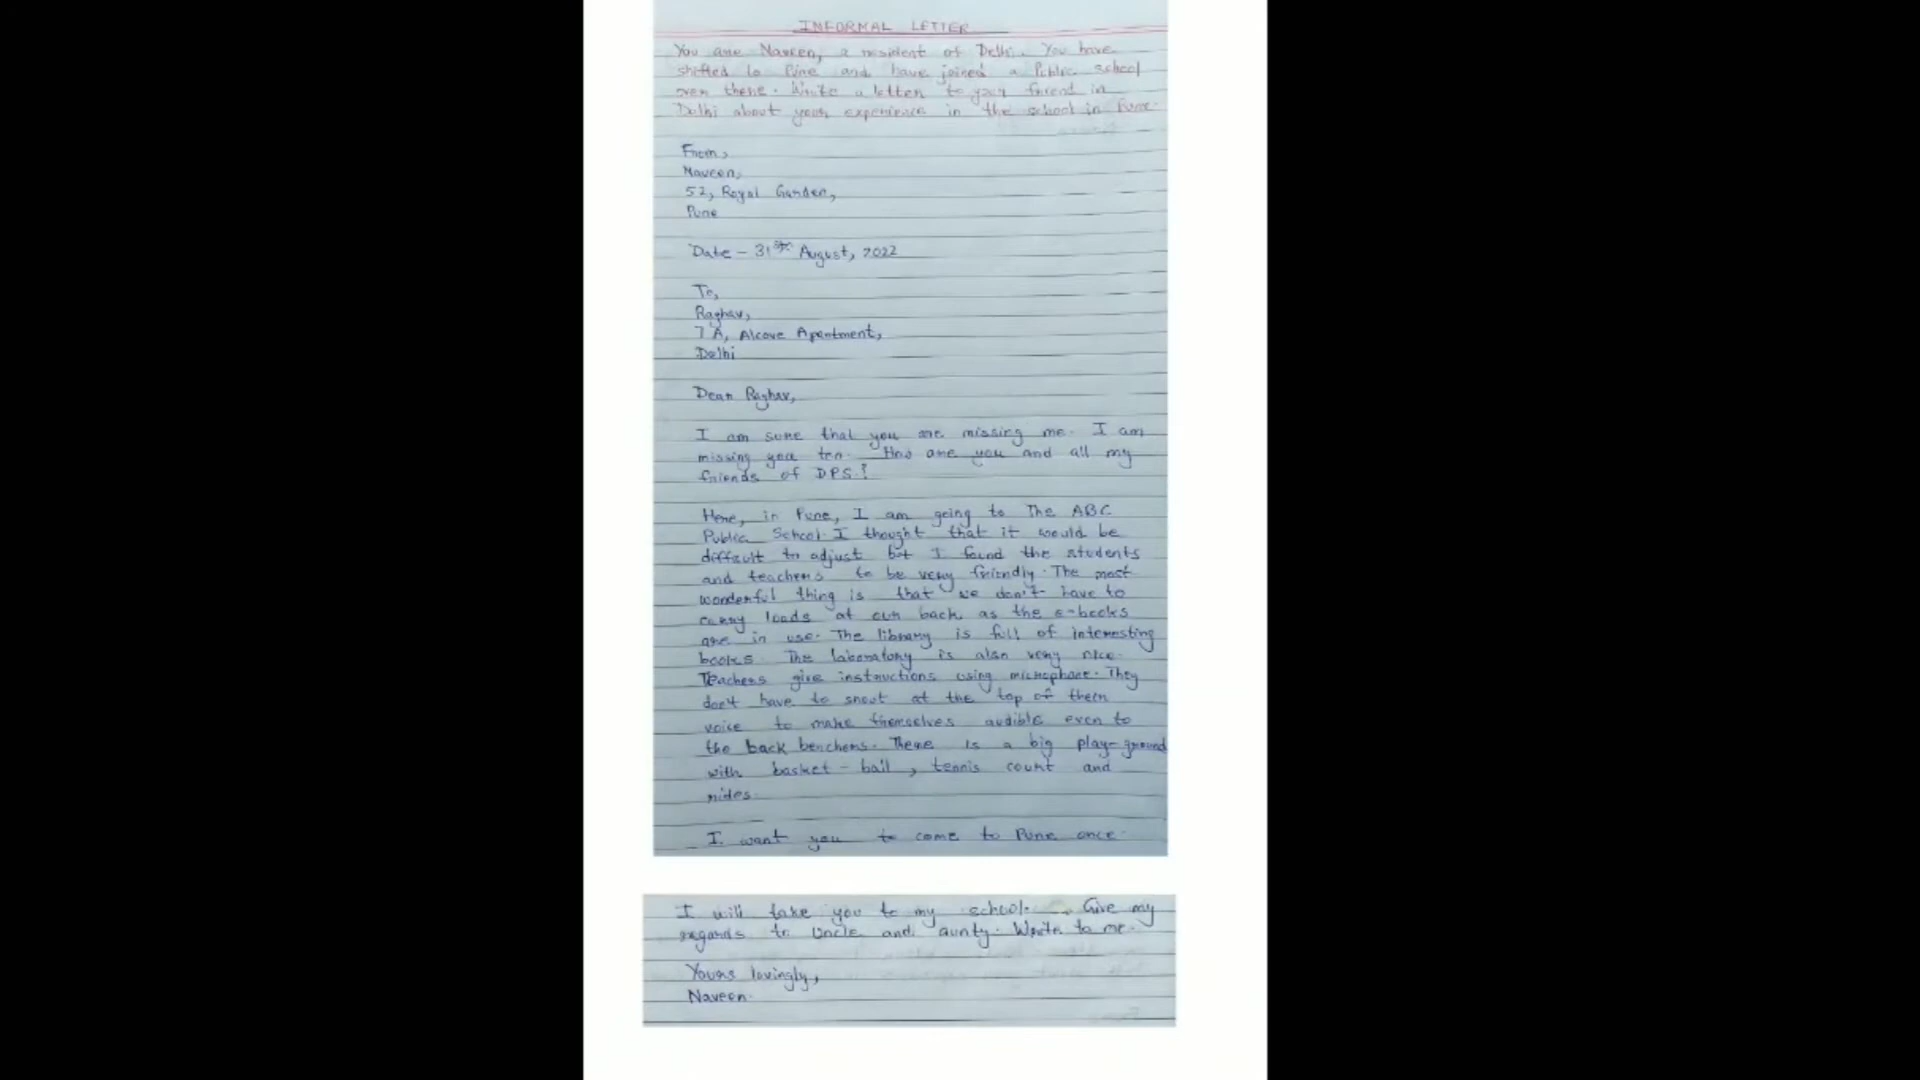 INFORMAL LETTER
You are Naveen, a resident of Delhi. You have
shifted to Pune and have joined a Public school
over there. Write a letter to your friend in
Delhi about your experience in the school in Pune.
From,
Naveen,
52, Royal Garden,
Pune
Date - 31st August, 2022
To,
Raghav,
7 A, Alcove Apartment,
Delhi
Dear Raghav,
I am sure that you are missing me. I am
missing you too. How are you and all my
friends of DPS?
Here, in Pune, I am going to The ABC
Public School. I thought that it would be
difficult to adjust but I found the students
and teachers to be very friendly. The most
wonderful thing is that we don't have to
carry loads at our back as the e-books
are in use. The library is full of interesting
books. The laboratory is also very nice.
Teachers give instructions using microphone. They
don't have to shout at the top of their
voice to make themselves audible even to
the back benchers. There is a big play-ground
with basket-ball, tennis court and
rides.
I want you to come to Pune once.
I will take you to my school. Give my
regards to Uncle and aunty. Write to me.
Yours lovingly,
Naveen.